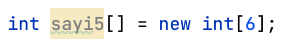 int sayi5[] = new int[6];